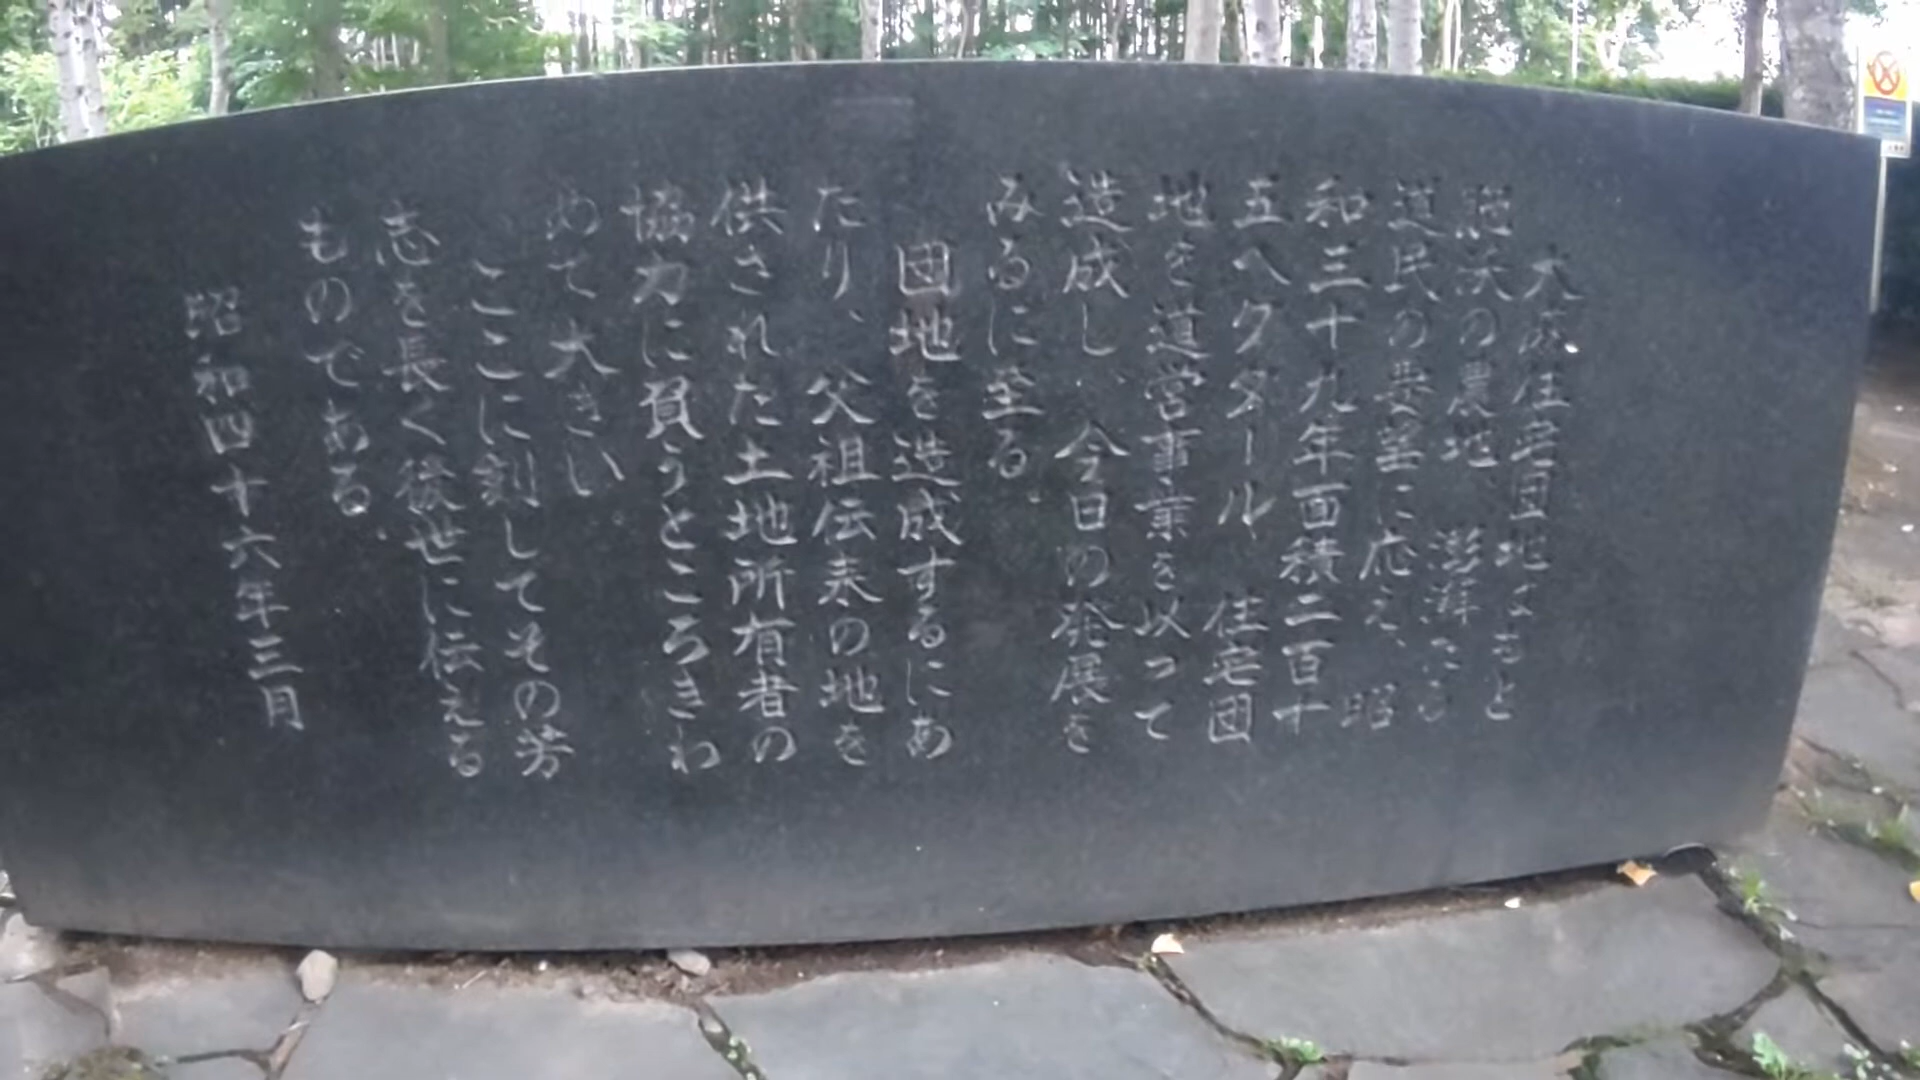 大麻住宅団地はもと
肥沃の農地、澎湃たる
道民の要望に応え、昭
和三十九年面積二百十
五ヘクタール 住宅団
地を道営事業を以って
造成し、今日の発展を
みるに至る。
団地を造成するにあ
たり、父祖伝来の地を
供された土地所有者の
協力に負うところきわ
めて大きい。
ここに刻してその芳
志を長く後世に伝える
ものである。
昭和四十六年三月